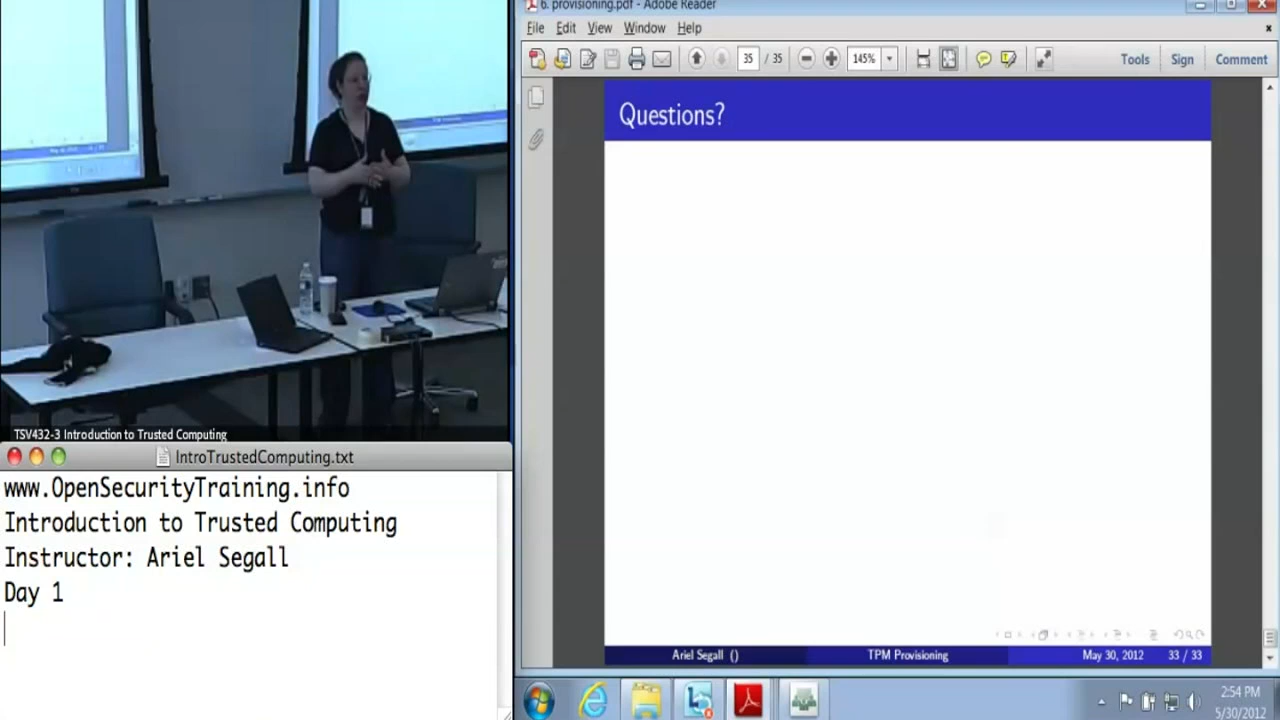 6. provisioning.pdf - Adobe Reader
File Edit View Window Help
35 / 35 145% Tools Sign Comment
Questions?
TSV432-3 Introduction to Trusted Computing
IntroTrustedComputing.txt
www.OpenSecurityTraining.info
Introduction to Trusted Computing
Instructor: Ariel Segall
Day 1
Ariel Segall () TPM Provisioning May 30, 2012 33 / 33
2:54 PM
5/30/2012